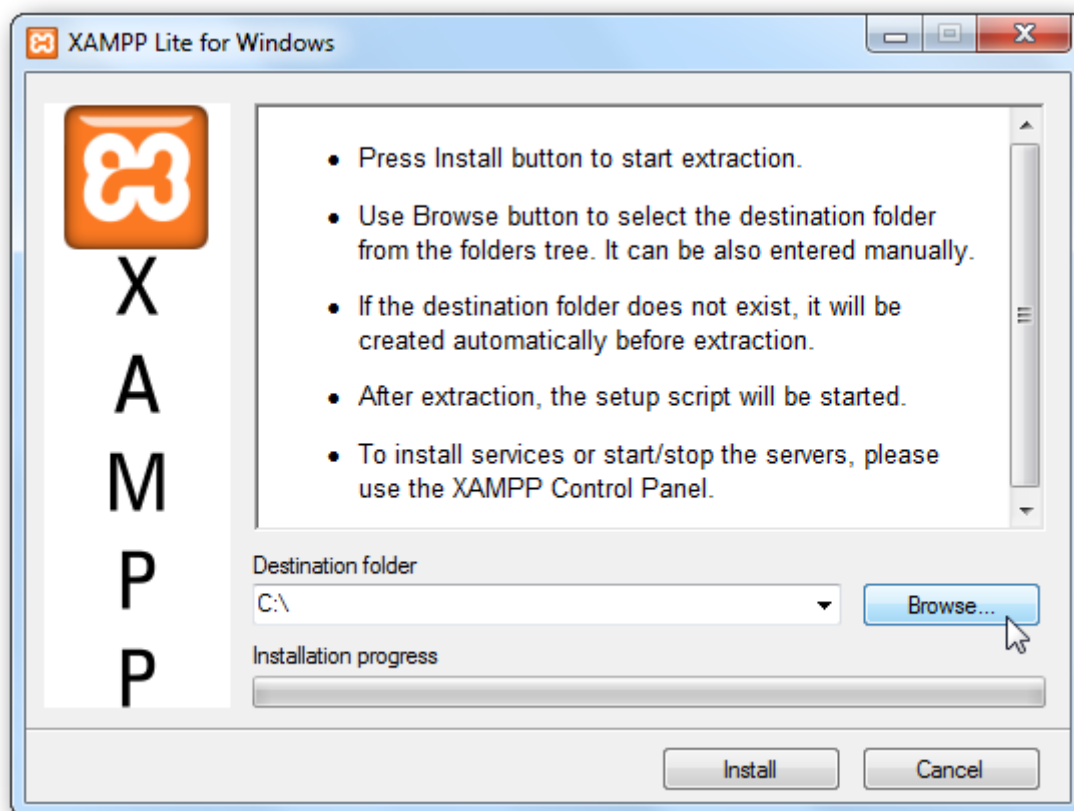 XAMPP Lite for Windows
X
A
M
P
P
• Press Install button to start extraction.
• Use Browse button to select the destination folder
from the folders tree. It can be also entered manually.
• If the destination folder does not exist, it will be
created automatically before extraction.
• After extraction, the setup script will be started.
• To install services or start/stop the servers, please
use the XAMPP Control Panel.
Destination folder
C:\
Browse...
Installation progress
Install
Cancel